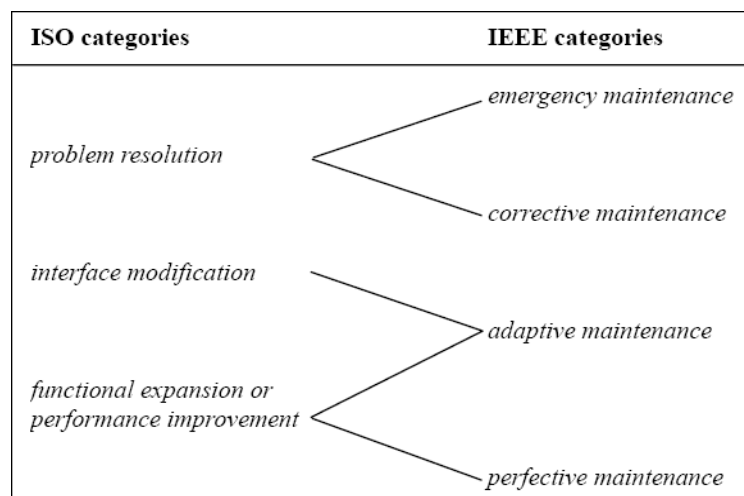 ISO categories
IEEE categories
emergency maintenance
problem resolution
corrective maintenance
interface modification
adaptive maintenance
functional expansion or
performance improvement
perfective maintenance